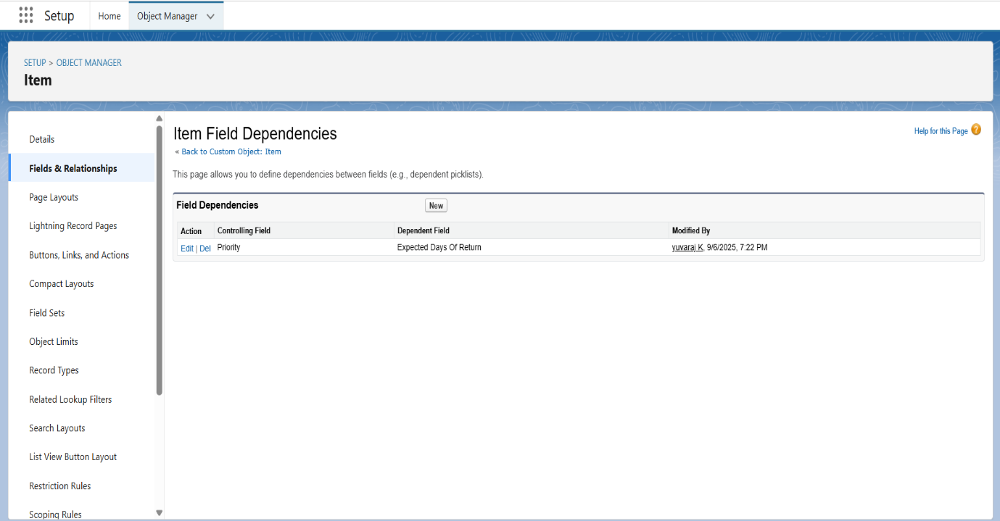 Setup Home Object Manager
SETUP > OBJECT MANAGER
Item
Details
Fields & Relationships
Page Layouts
Lightning Record Pages
Buttons, Links, and Actions
Compact Layouts
Field Sets
Object Limits
Record Types
Related Lookup Filters
Search Layouts
List View Button Layout
Restriction Rules
Scoping Rules
Item Field Dependencies
Help for this Page ?
« Back to Custom Object: Item
This page allows you to define dependencies between fields (e.g., dependent picklists).
Field Dependencies New
Action Controlling Field Dependent Field Modified By
Edit | Del Priority Expected Days Of Return yuvaraj K, 9/6/2025, 7:22 PM